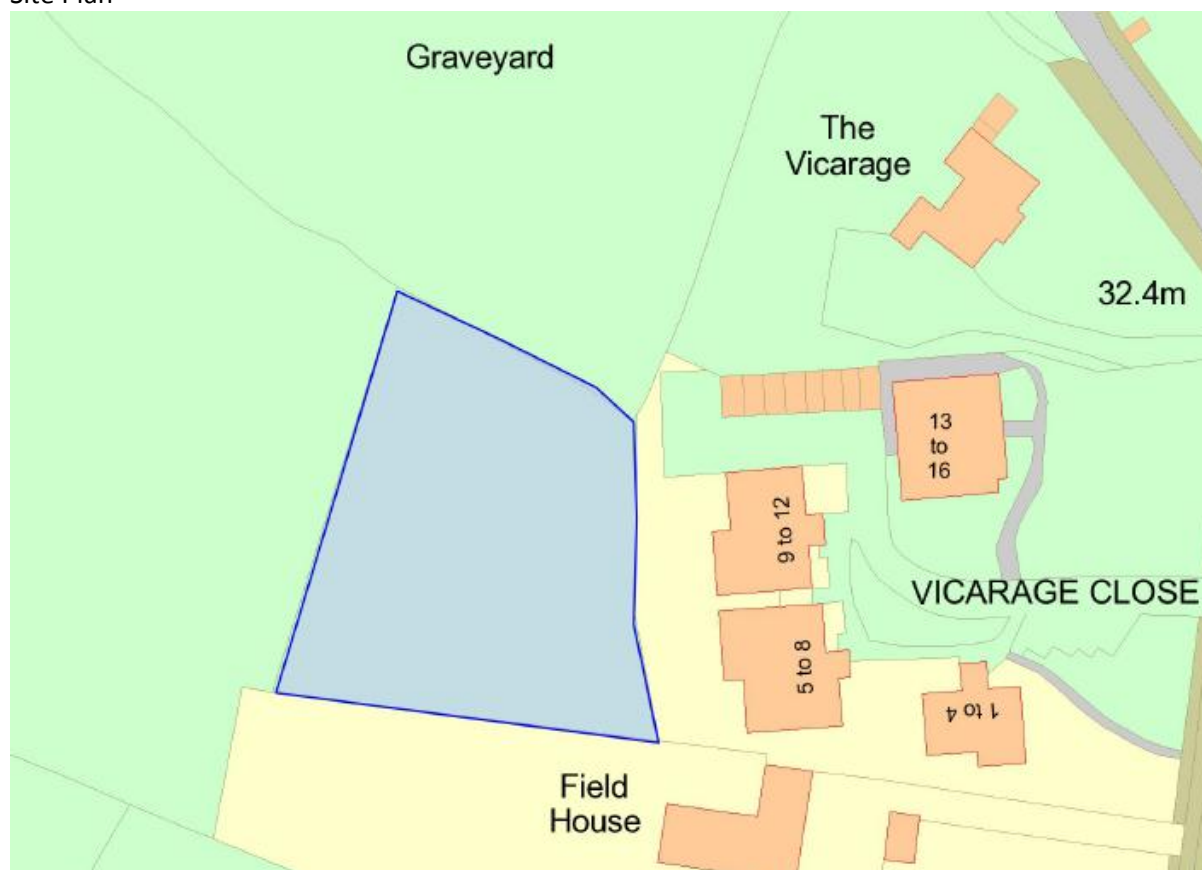 Site Plan
Graveyard
The
Vicarage
32.4m
13
to
16
9 to 12
VICARAGE CLOSE
5 to 8
1 to 4
Field
House